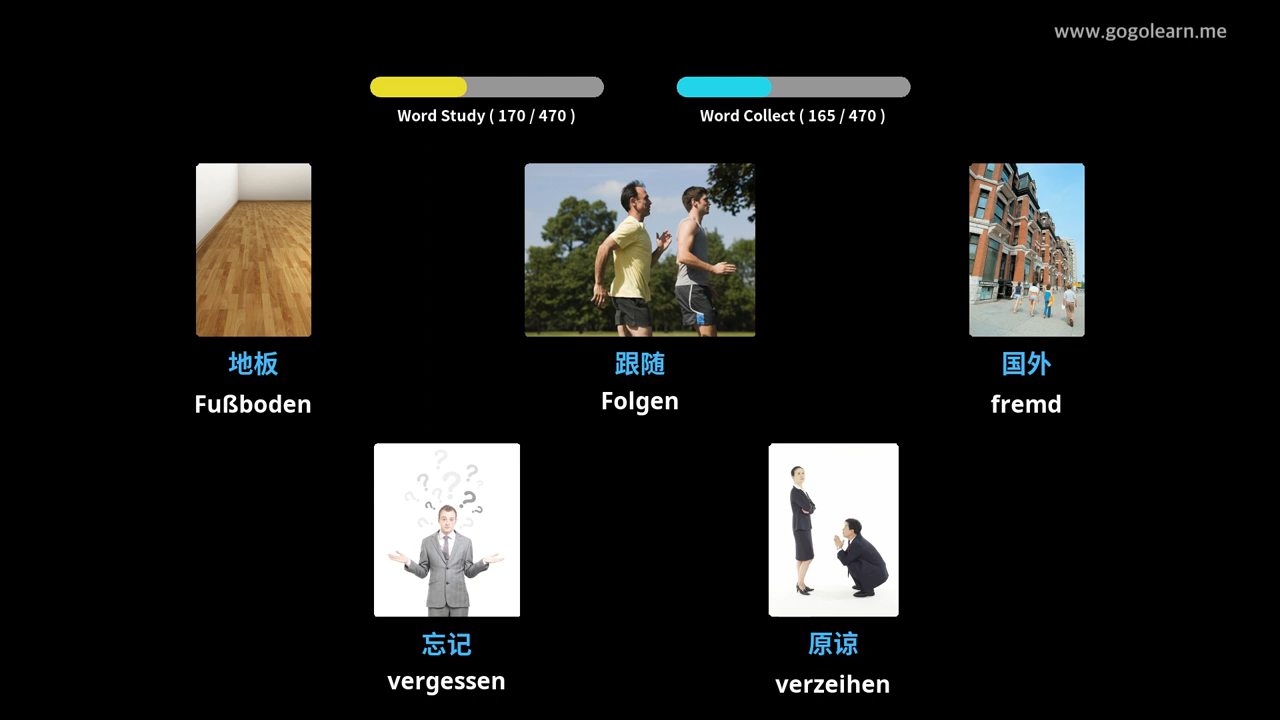 www.gogolearn.me
Word Study ( 170 / 470 )
Word Collect ( 165 / 470 )
地板
跟随
国外
Fußboden
Folgen
fremd
忘记
原谅
vergessen
verzeihen